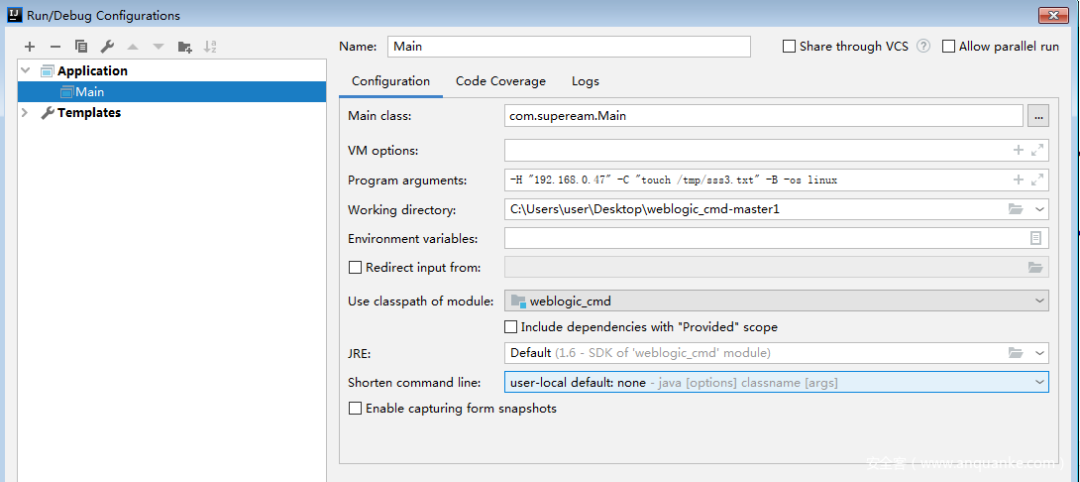 Run/Debug Configurations
Name: Main Share through VCS ? Allow parallel run
Application
Main
Templates
Configuration Code Coverage Logs
Main class: com.superearn.Main ...
VM options:
Program arguments: -H "192.168.0.47" -C "touch /tmp/sss3.txt" -B -os linux
Working directory: C:\Users\user\Desktop\weblogic_cmd-master1
Environment variables:
Redirect input from:
Use classpath of module: weblogic_cmd
Include dependencies with "Provided" scope
JRE: Default (1.6 - SDK of 'weblogic_cmd' module)
Shorten command line: user-local default: none - java [options] classname [args]
Enable capturing form snapshots
安全客 ( www.anquanke.com )